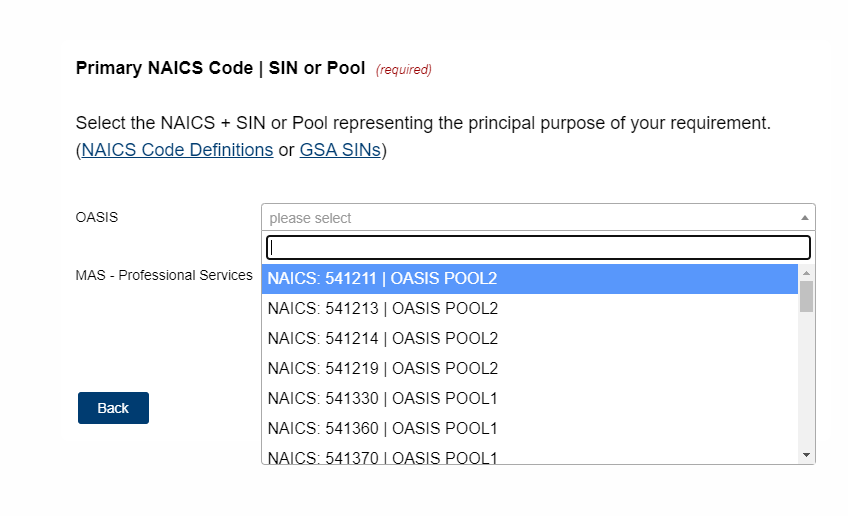 Primary NAICS Code | SIN or Pool (required)
Select the NAICS + SIN or Pool representing the principal purpose of your requirement.
(NAICS Code Definitions or GSA SINs)
OASIS
please select
MAS - Professional Services
NAICS: 541211 | OASIS POOL2
NAICS: 541213 | OASIS POOL2
NAICS: 541214 | OASIS POOL2
NAICS: 541219 | OASIS POOL2
NAICS: 541330 | OASIS POOL1
NAICS: 541360 | OASIS POOL1
NAICS: 541370 | OASIS POOL1
Back